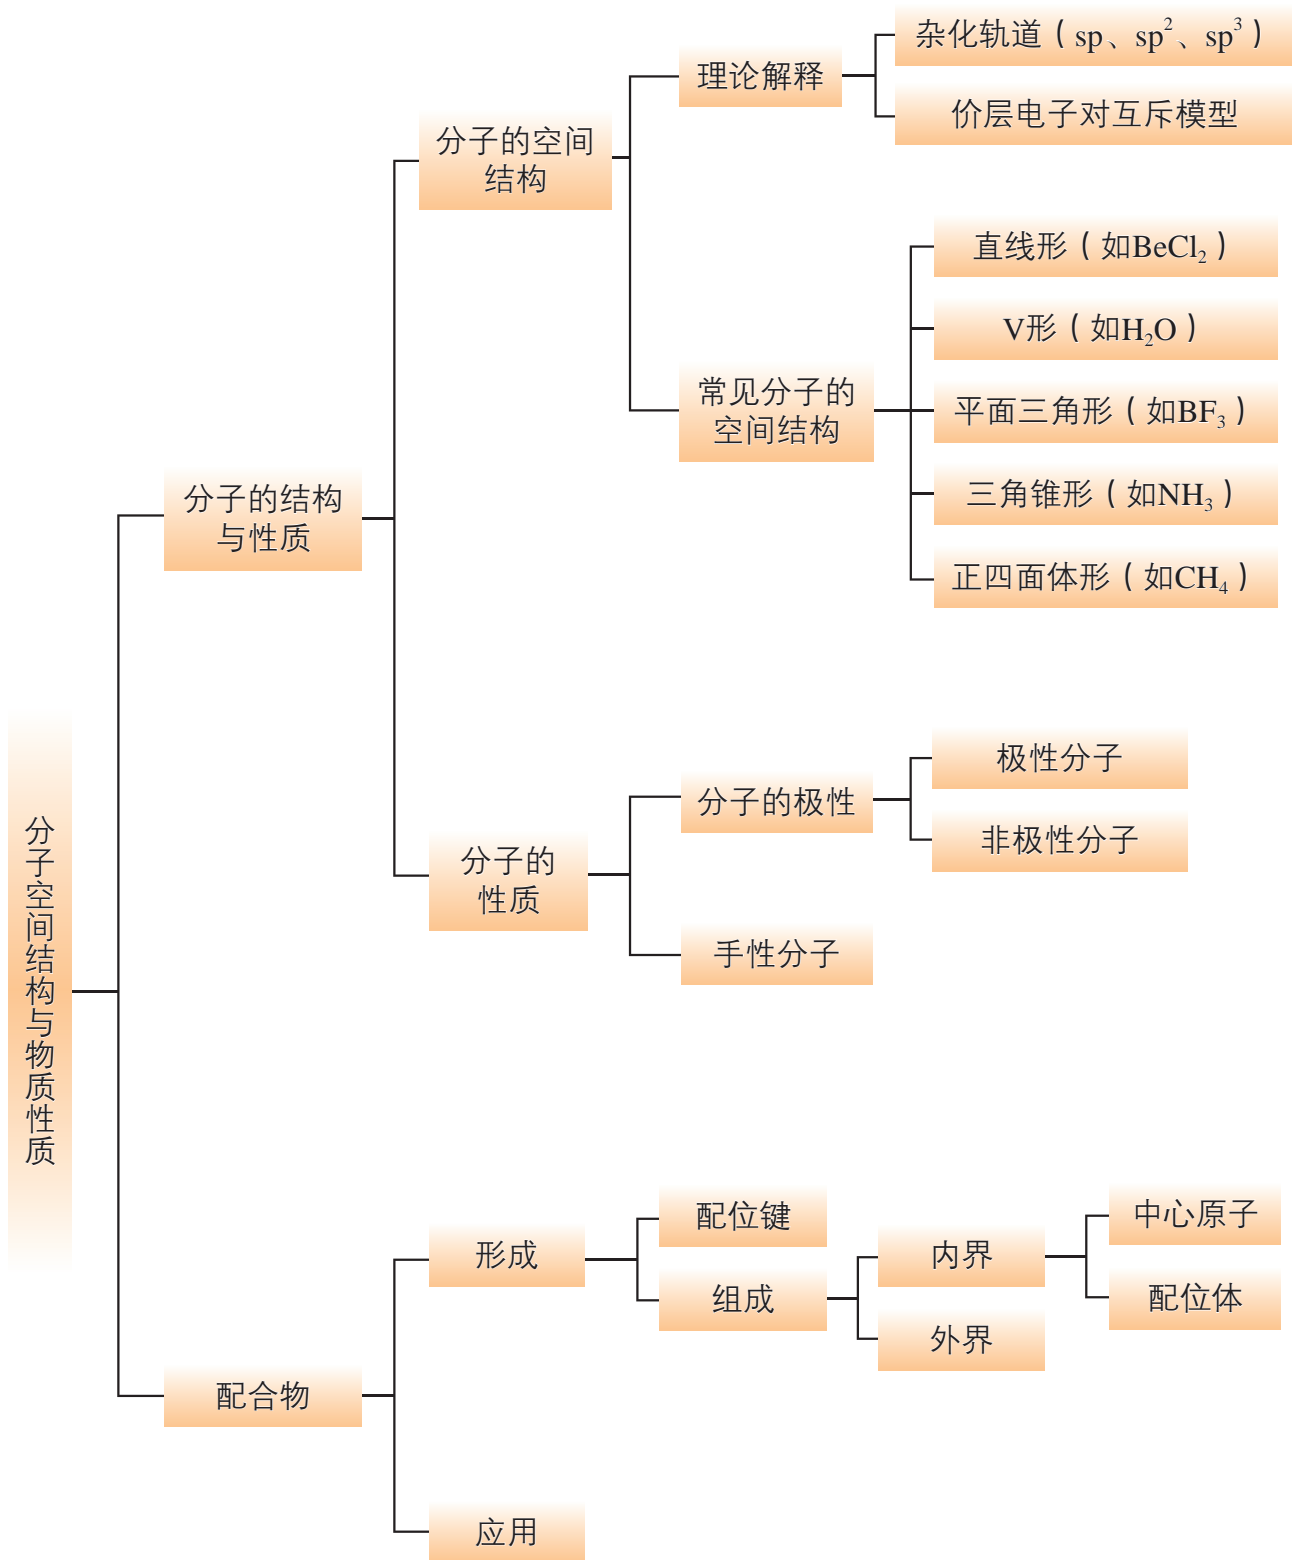 分子空间结构与物质性质
分子的结构
与性质
分子的空间
结构
理论解释
杂化轨道（sp、sp²、sp³）
价层电子对互斥模型
常见分子的
空间结构
直线形（如BeCl₂）
V形（如H₂O）
平面三角形（如BF₃）
三角锥形（如NH₃）
正四面体形（如CH₄）
分子的
性质
分子的极性
极性分子
非极性分子
手性分子
配合物
形成
配位键
组成
内界
中心原子
配位体
外界
应用